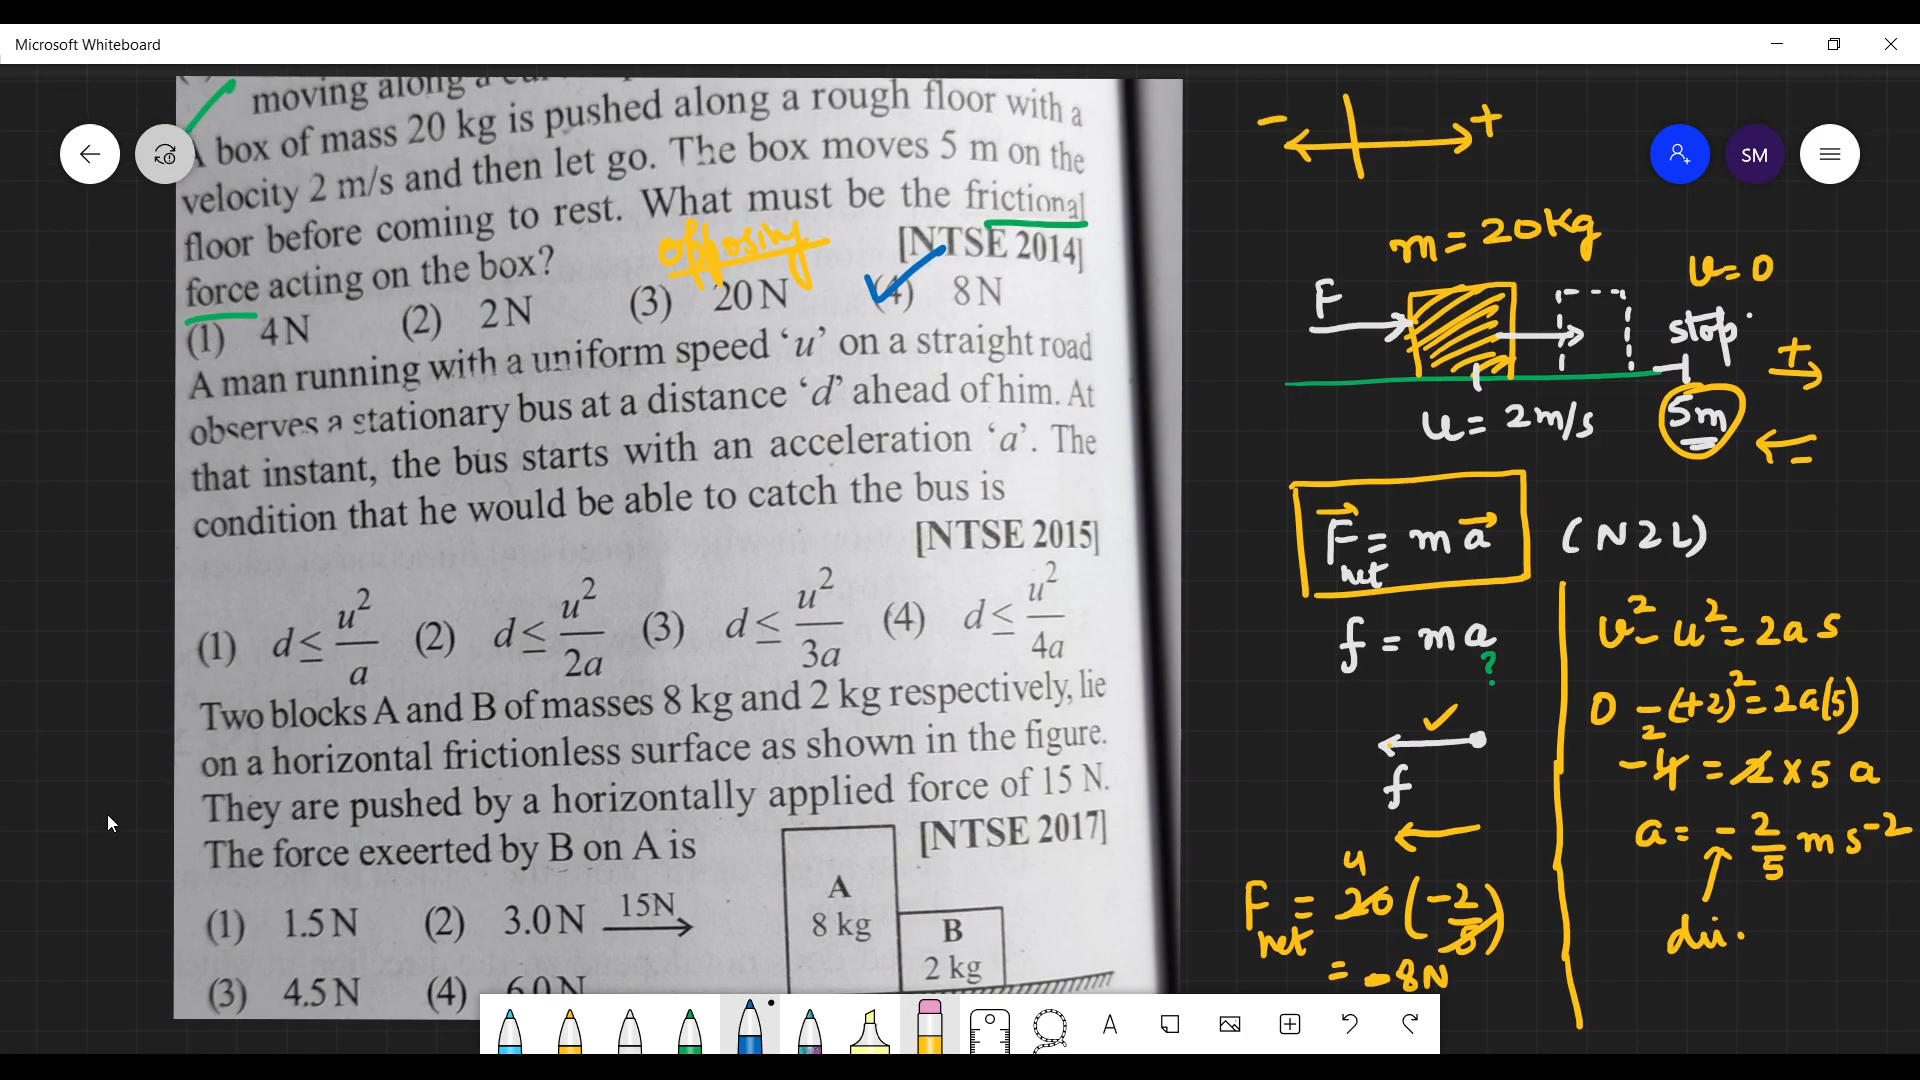 Microsoft Whiteboard
moving along a
A box of mass 20 kg is pushed along a rough floor with a
velocity 2 m/s and then let go. The box moves 5 m on the
floor before coming to rest. What must be the frictional
force acting on the box?
opposing
[NTSE 2014]
(1) 4 N (2) 2 N (3) 20 N (4) 8 N
A man running with a uniform speed ‘u’ on a straight road
observes a stationary bus at a distance ‘d’ ahead of him. At
that instant, the bus starts with an acceleration ‘a’. The
condition that he would be able to catch the bus is
[NTSE 2015]
(1) d ≤ u²/a (2) d ≤ u²/2a (3) d ≤ u²/3a (4) d ≤ u²/4a
Two blocks A and B of masses 8 kg and 2 kg respectively, lie
on a horizontal frictionless surface as shown in the figure.
They are pushed by a horizontally applied force of 15 N.
The force exeerted by B on A is
[NTSE 2017]
(1) 1.5 N (2) 3.0 N
(3) 4.5 N (4) 6.0 N
15N
A
8 kg
B
2 kg
SM
- +
m = 20 kg
F
v = 0
stop
+
u = 2 m/s
5m
-
F net = m a (N2L)
f = m a
?
f
F net = 20 (-2/5)
4
= -8N
v² - u² = 2as
0 - (+2)² = 2a(5)
2
-4 = 2 x 5 a
a = - 2/5 m s⁻²
dir.
A